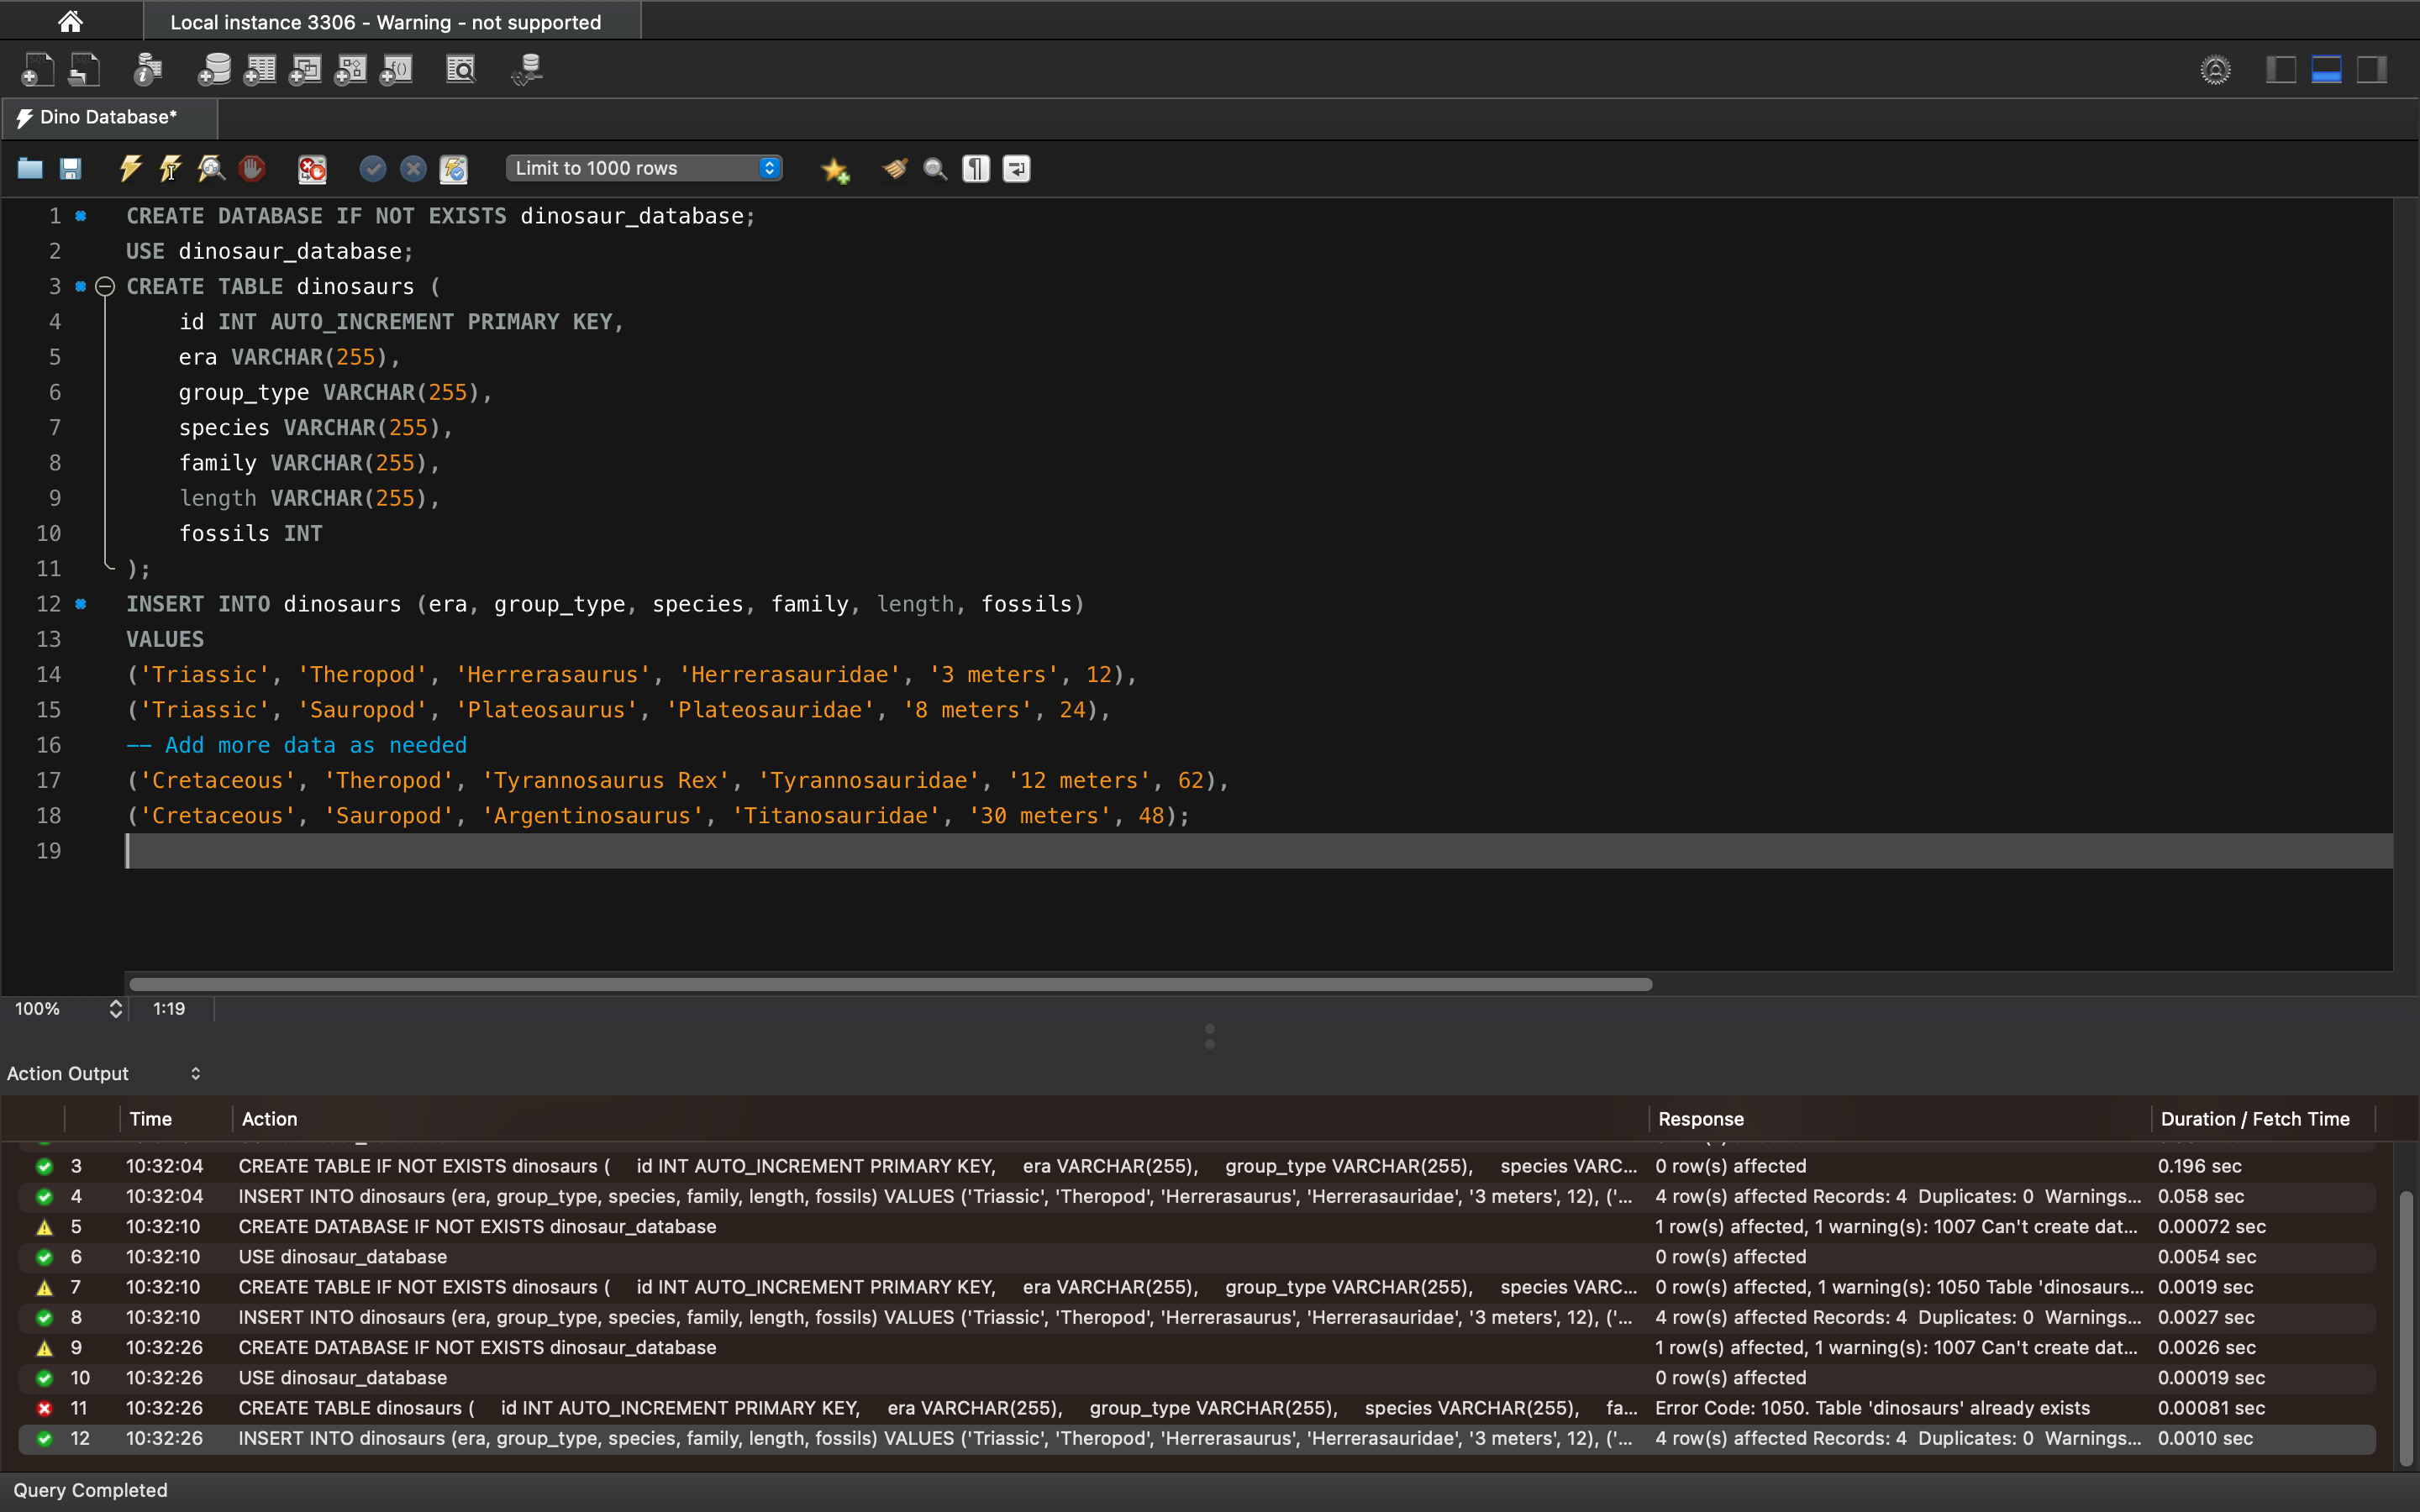 Local instance 3306 - Warning - not supported
Dino Database*
Limit to 1000 rows
1 CREATE DATABASE IF NOT EXISTS dinosaur_database;
2 USE dinosaur_database;
3 CREATE TABLE dinosaurs (
4 id INT AUTO_INCREMENT PRIMARY KEY,
5 era VARCHAR(255),
6 group_type VARCHAR(255),
7 species VARCHAR(255),
8 family VARCHAR(255),
9 length VARCHAR(255),
10 fossils INT
11 );
12 INSERT INTO dinosaurs (era, group_type, species, family, length, fossils)
13 VALUES
14 ('Triassic', 'Theropod', 'Herrerasaurus', 'Herrerasauridae', '3 meters', 12),
15 ('Triassic', 'Sauropod', 'Plateosaurus', 'Plateosauridae', '8 meters', 24),
16 -- Add more data as needed
17 ('Cretaceous', 'Theropod', 'Tyrannosaurus Rex', 'Tyrannosauridae', '12 meters', 62),
18 ('Cretaceous', 'Sauropod', 'Argentinosaurus', 'Titanosauridae', '30 meters', 48);
19
100% 1:19
Action Output
Time Action Response Duration / Fetch Time
3 10:32:04 CREATE TABLE IF NOT EXISTS dinosaurs ( id INT AUTO_INCREMENT PRIMARY KEY, era VARCHAR(255), group_type VARCHAR(255), species VARC... 0 row(s) affected 0.196 sec
4 10:32:04 INSERT INTO dinosaurs (era, group_type, species, family, length, fossils) VALUES ('Triassic', 'Theropod', 'Herrerasaurus', 'Herrerasauridae', '3 meters', 12), ('... 4 row(s) affected Records: 4 Duplicates: 0 Warnings... 0.058 sec
5 10:32:10 CREATE DATABASE IF NOT EXISTS dinosaur_database 1 row(s) affected, 1 warning(s): 1007 Can't create dat... 0.00072 sec
6 10:32:10 USE dinosaur_database 0 row(s) affected 0.0054 sec
7 10:32:10 CREATE TABLE IF NOT EXISTS dinosaurs ( id INT AUTO_INCREMENT PRIMARY KEY, era VARCHAR(255), group_type VARCHAR(255), species VARC... 0 row(s) affected, 1 warning(s): 1050 Table 'dinosaurs... 0.0019 sec
8 10:32:10 INSERT INTO dinosaurs (era, group_type, species, family, length, fossils) VALUES ('Triassic', 'Theropod', 'Herrerasaurus', 'Herrerasauridae', '3 meters', 12), ('... 4 row(s) affected Records: 4 Duplicates: 0 Warnings... 0.0027 sec
9 10:32:26 CREATE DATABASE IF NOT EXISTS dinosaur_database 1 row(s) affected, 1 warning(s): 1007 Can't create dat... 0.0026 sec
10 10:32:26 USE dinosaur_database 0 row(s) affected 0.00019 sec
11 10:32:26 CREATE TABLE dinosaurs ( id INT AUTO_INCREMENT PRIMARY KEY, era VARCHAR(255), group_type VARCHAR(255), species VARCHAR(255), fa... Error Code: 1050. Table 'dinosaurs' already exists 0.00081 sec
12 10:32:26 INSERT INTO dinosaurs (era, group_type, species, family, length, fossils) VALUES ('Triassic', 'Theropod', 'Herrerasaurus', 'Herrerasauridae', '3 meters', 12), ('... 4 row(s) affected Records: 4 Duplicates: 0 Warnings... 0.0010 sec
Query Completed